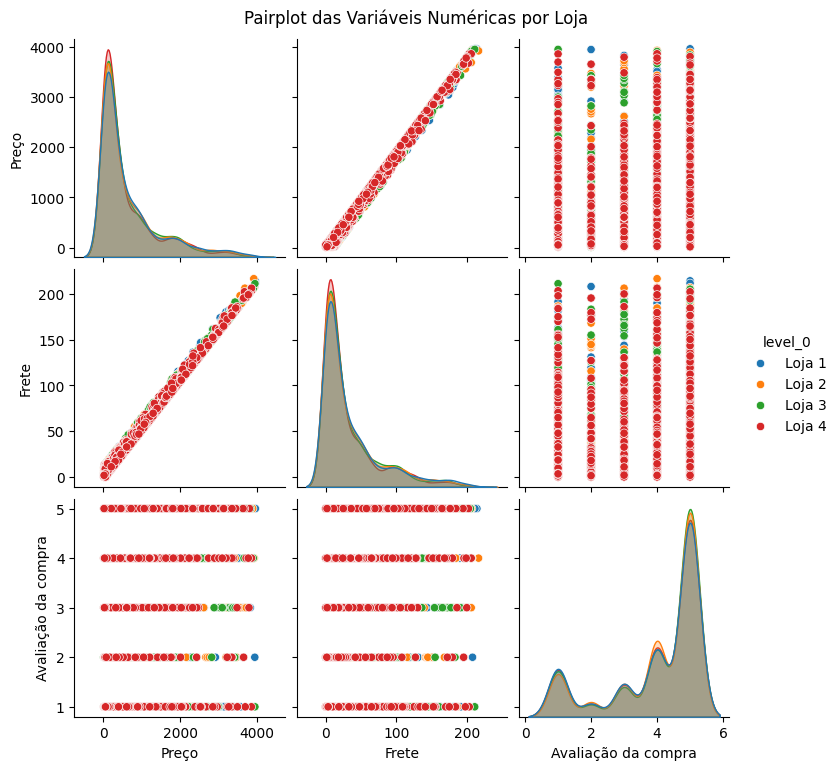 Pairplot das Variáveis Numéricas por Loja
4000
3000
2000
1000
0
Preço
200
150
100
50
0
Frete
level_0
Loja 1
Loja 2
Loja 3
Loja 4
5
4
3
2
1
Avaliação da compra
0 2000 4000
Preço
0 100 200
Frete
0 2 4 6
Avaliação da compra